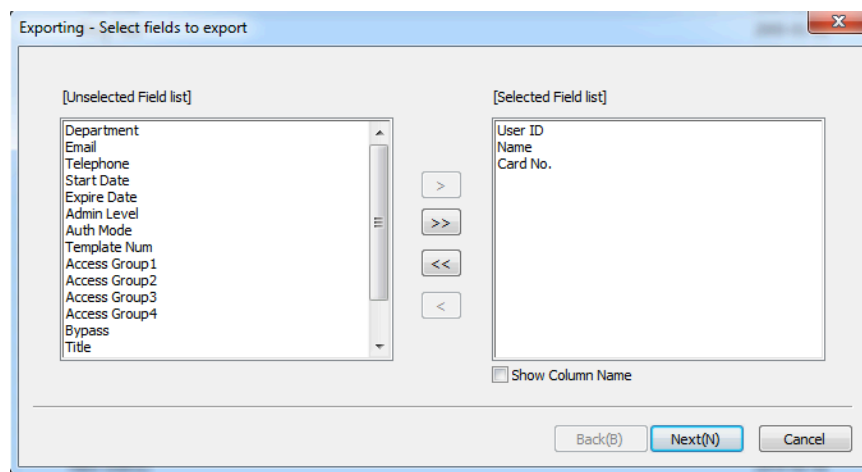 Exporting - Select fields to export
[Unselected Field list]
Department
Email
Telephone
Start Date
Expire Date
Admin Level
Auth Mode
Template Num
Access Group1
Access Group2
Access Group3
Access Group4
Bypass
Title
>
>>
<<
<
[Selected Field list]
User ID
Name
Card No.
Show Column Name
Back(B) Next(N) Cancel